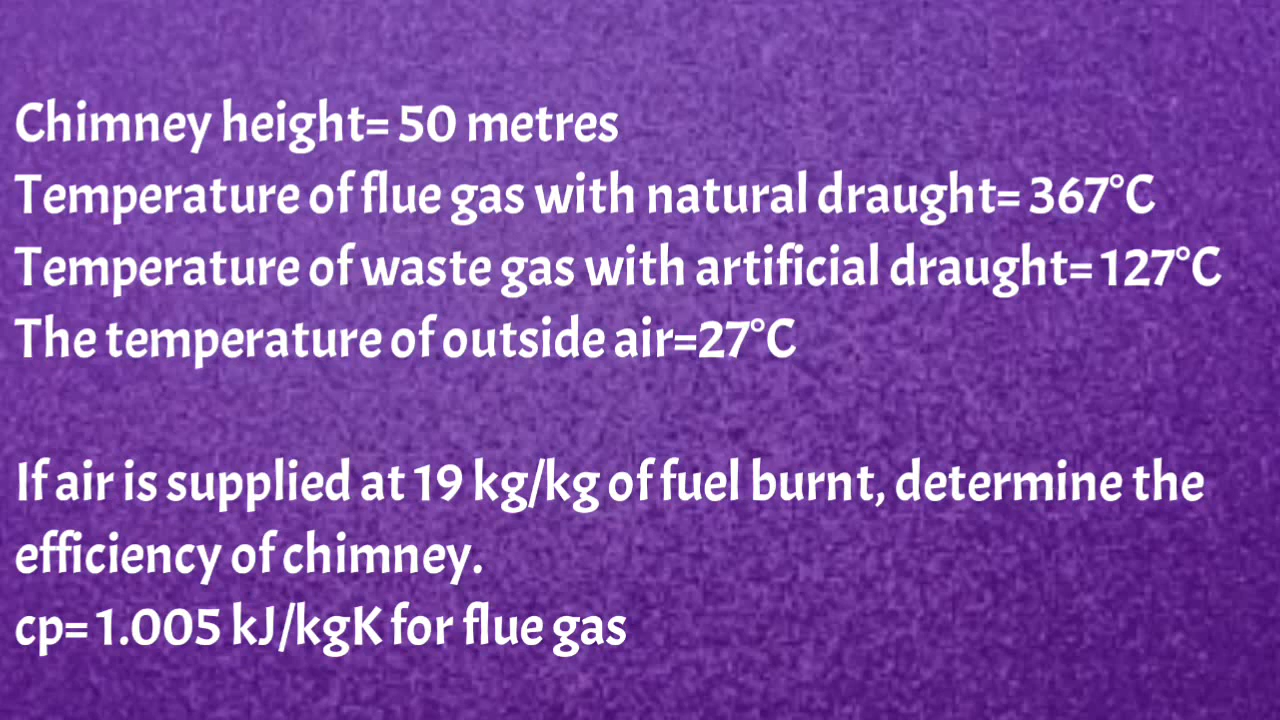 Chimney height= 50 metres
Temperature of flue gas with natural draught= 367°C
Temperature of waste gas with artificial draught= 127°C
The temperature of outside air=27°C
If air is supplied at 19 kg/kg of fuel burnt, determine the
efficiency of chimney.
cp= 1.005 kJ/kgK for flue gas